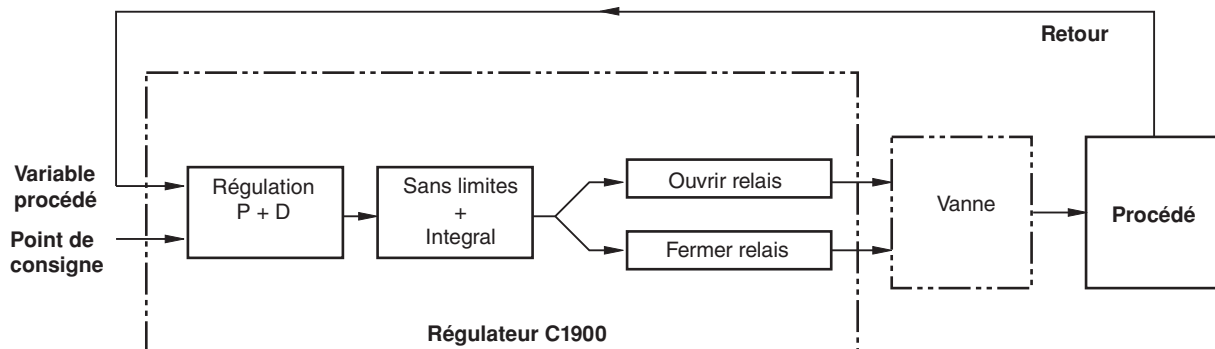 Retour
Variable
procédé
Point de
consigne
Régulation
P + D
Sans limites
+
Integral
Ouvrir relais
Fermer relais
Vanne
Procédé
Régulateur C1900